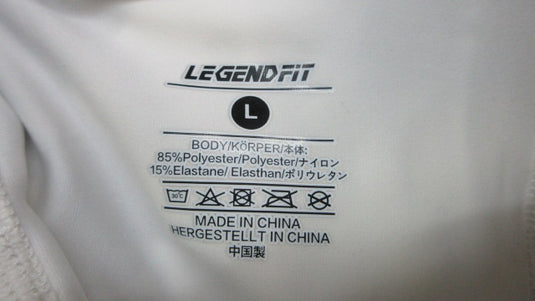 LEGENDFIT
L
BODY/KÖRPER/本体:
85%Polyester/Polyester/ナイロン
15%Elastane/ Elasthan/ポリウレタン
30°C
MADE IN CHINA
HERGESTELLT IN CHINA
中国製